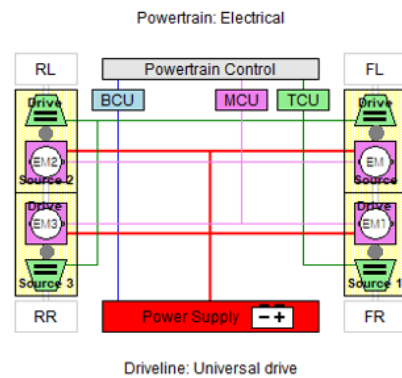 Powertrain: Electrical
RL
Powertrain Control
FL
Drive
BCU
MCU
TCU
Drive
EM2
EM
Source 2
Source
Drive
Drive
EM3
EM1
Source 3
Source 1
RR
Power Supply
- +
FR
Driveline: Universal drive